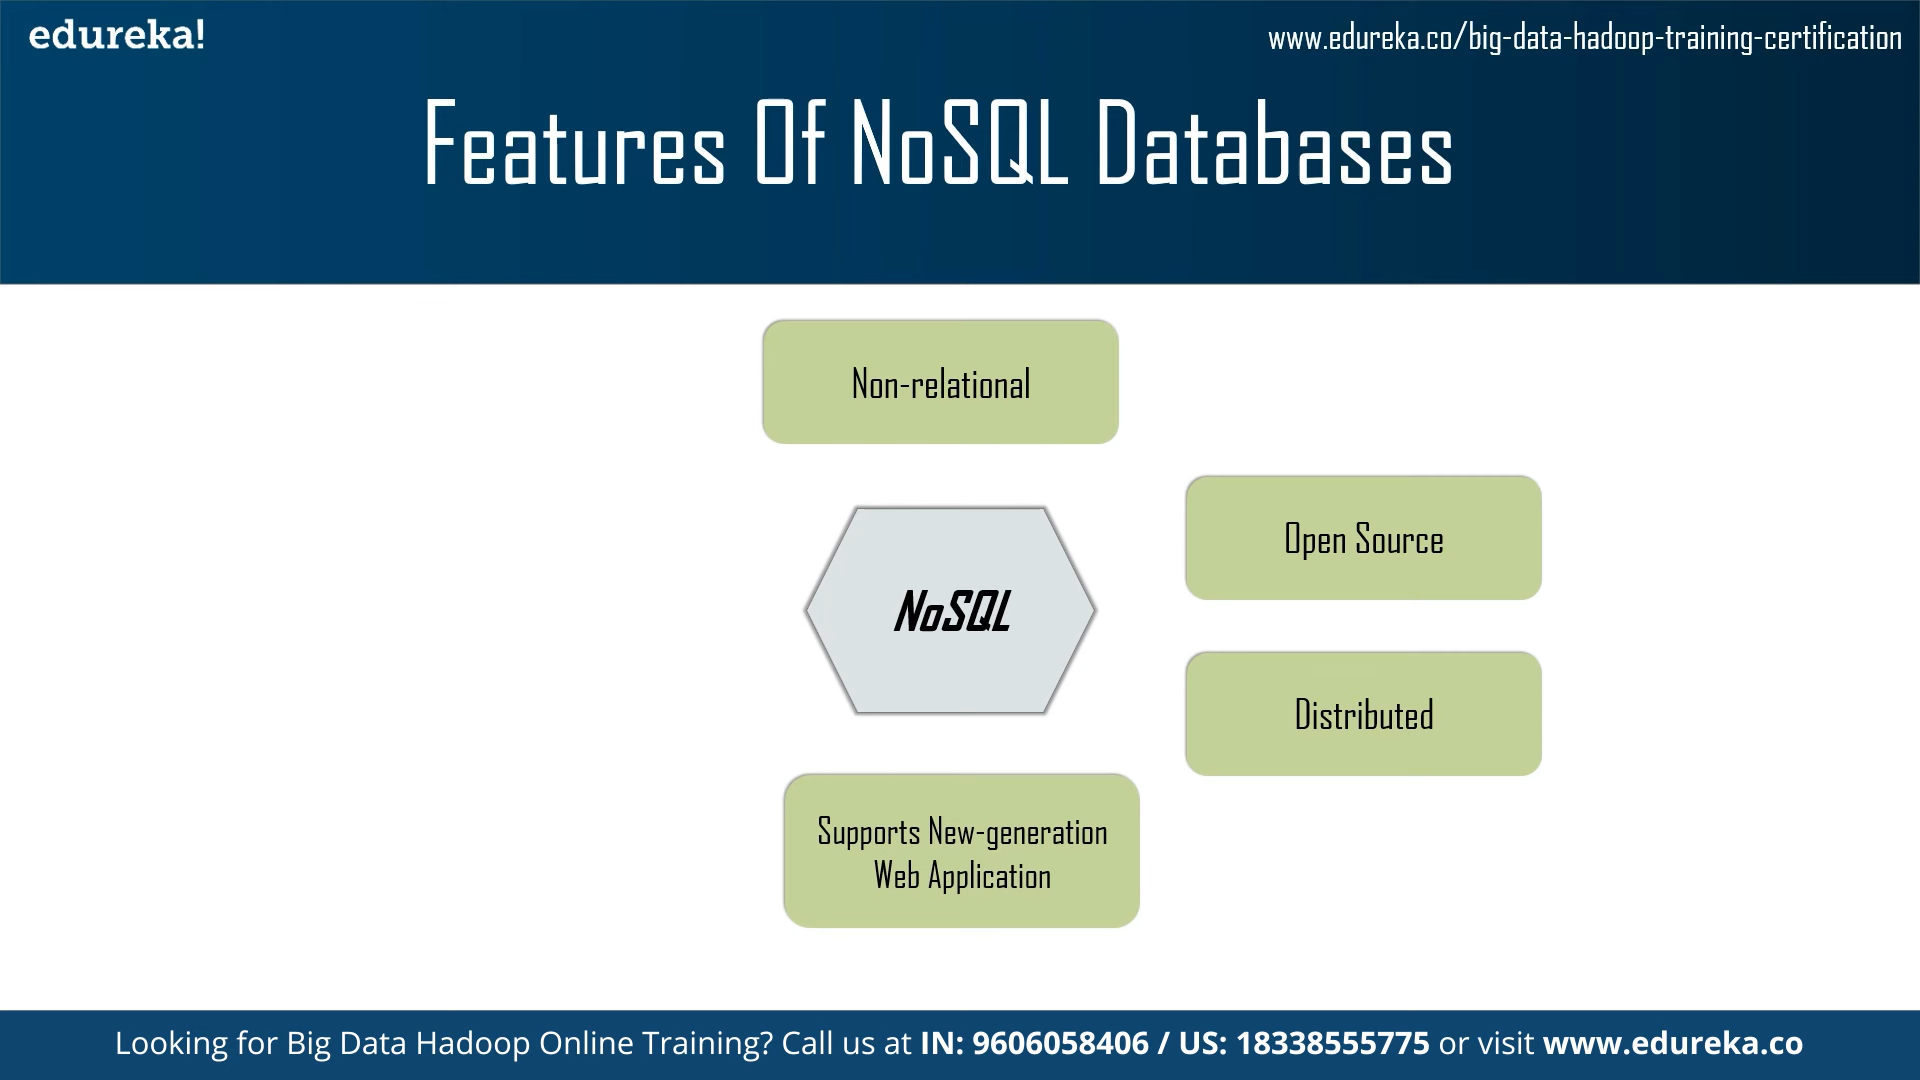 edureka!
www.edureka.co/big-data-hadoop-training-certification
Features Of NoSQL Databases
Non-relational
Open Source
NoSQL
Distributed
Supports New-generation
Web Application
Looking for Big Data Hadoop Online Training? Call us at IN: 9606058406 / US: 18338555775 or visit www.edureka.co